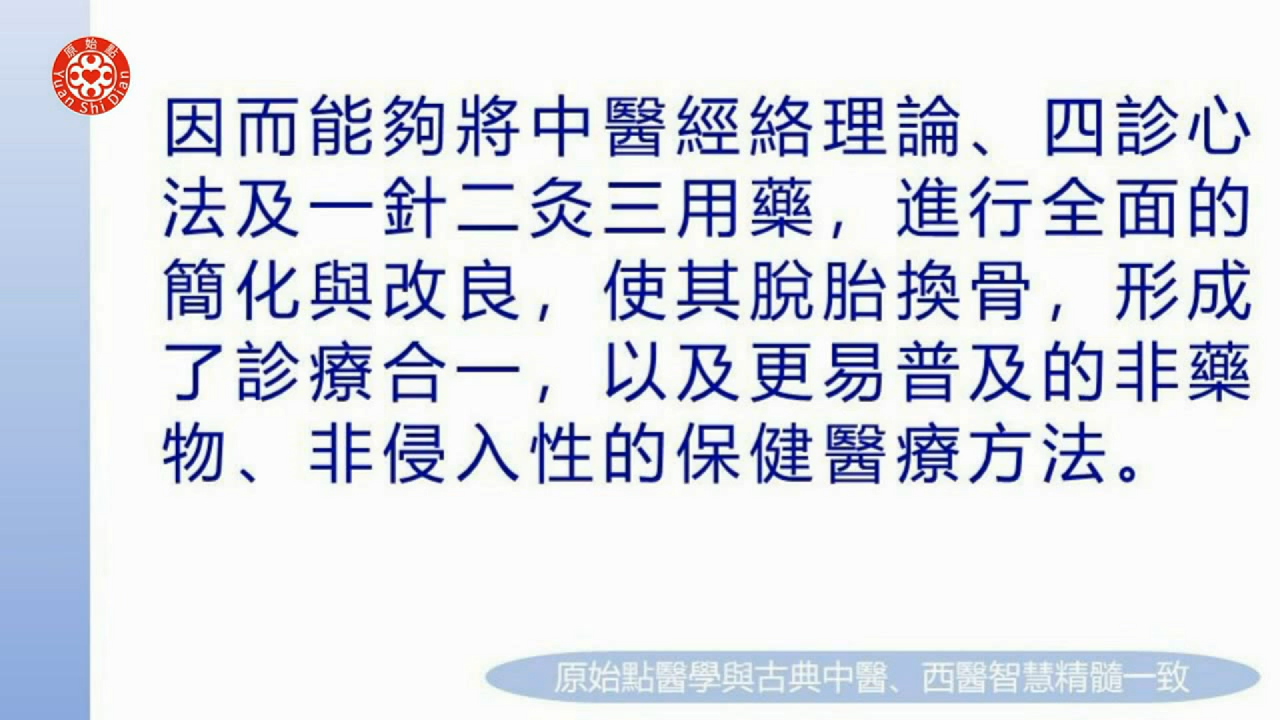 原始點
Yuan Shi Dian
因而能夠將中醫經絡理論、四診心
法及一針二灸三用藥，進行全面的
簡化與改良，使其脫胎換骨，形成
了診療合一，以及更易普及的非藥
物、非侵入性的保健醫療方法。
原始點醫學與古典中醫、西醫智慧精髓一致